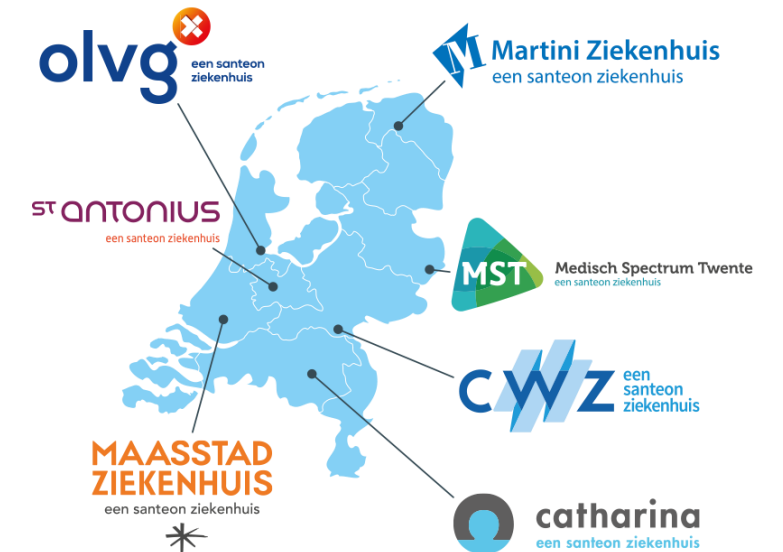 olvg
een santeon
ziekenhuis
M
Martini Ziekenhuis
een santeon ziekenhuis
ST ANTONIUS
een santeon ziekenhuis
MST
Medisch Spectrum Twente
een santeon ziekenhuis
CWZ
een
santeon
ziekenhuis
MAASSTAD
ZIEKENHUIS
een santeon ziekenhuis
catharina
een santeon ziekenhuis